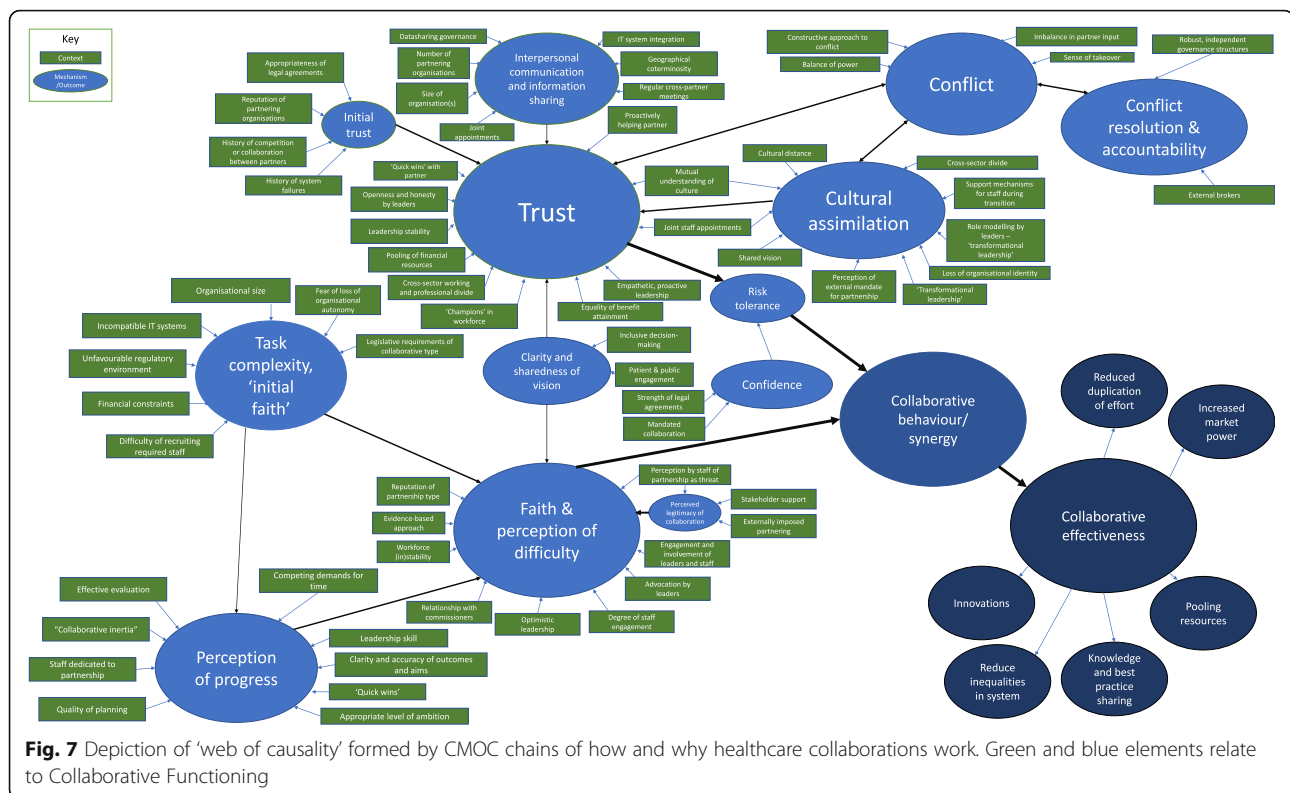 Key
Context
Mechanism
/Outcome
Datasharing governance
Number of
partnering
organisations
Size of
organisation(s)
Joint
appointments
Interpersonal
communication
and information
sharing
IT system integration
Geographical
coterminosity
Regular cross-partner
meetings
Proactively
helping partner
Appropriateness of
legal agreements
Reputation of
partnering
organisations
History of competition
or collaboration
between partners
History of system
failures
Initial
trust
Constructive approach to
conflict
Balance of power
Imbalance in partner input
Sense of takeover
Conflict
Robust, independent
governance structures
Conflict
resolution &
accountability
External brokers
'Quick wins' with
partner
Openness and honesty
by leaders
Leadership stability
Pooling of financial
resources
Cross-sector working
and professional divide
'Champions' in
workforce
Trust
Mutual
understanding of
culture
Joint staff appointments
Empathetic, proactive
leadership
Equality of benefit
attainment
Cultural distance
Cultural
assimilation
Cross-sector divide
Support mechanisms
for staff during
transition
Role modelling by
leaders –
'transformational
leadership'
Loss of organisational identity
'Transformational
leadership'
Perception of
external mandate
for partnership
Shared vision
Risk
tolerance
Confidence
Strength of legal
agreements
Mandated
collaboration
Organisational size
Fear of loss of
organisational
autonomy
Incompatible IT systems
Unfavourable regulatory
environment
Financial constraints
Difficulty of recruiting
required staff
Legislative requirements of
collaborative type
Task
complexity,
'initial
faith'
Clarity and
sharedness of
vision
Inclusive decision-
making
Patient & public
engagement
Collaborative
behaviour/
synergy
Reduced
duplication
of effort
Increased
market
power
Collaborative
effectiveness
Innovations
Reduce
inequalities
in system
Knowledge
and best
practice
sharing
Pooling
resources
Reputation of
partnership type
Evidence-based
approach
Workforce
(in)stability
Relationship with
commissioners
Optimistic
leadership
Degree of staff
engagement
Advocation by
leaders
Engagement and
involvement of
leaders and staff
Faith &
perception of
difficulty
Perception by staff of
partnership as threat
Perceived
legitimacy of
collaboration
Stakeholder support
Externally imposed
partnering
Competing demands for
time
Effective evaluation
"Collaborative inertia"
Staff dedicated to
partnership
Quality of planning
Perception
of progress
Leadership skill
Clarity and accuracy of outcomes
and aims
'Quick wins'
Appropriate level of ambition
Fig. 7 Depiction of 'web of causality' formed by CMOC chains of how and why healthcare collaborations work. Green and blue elements relate
to Collaborative Functioning